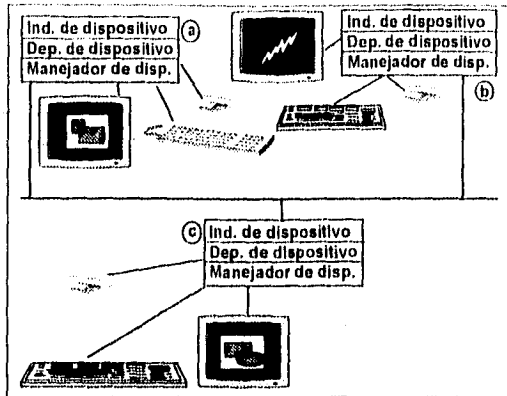 Ind. de dispositivo
Dep. de dispositivo
Manejador de disp.
a
Ind. de dispositivo
Dep. de dispositivo
Manejador de disp.
b
c
Ind. de dispositivo
Dep. de dispositivo
Manejador de disp.